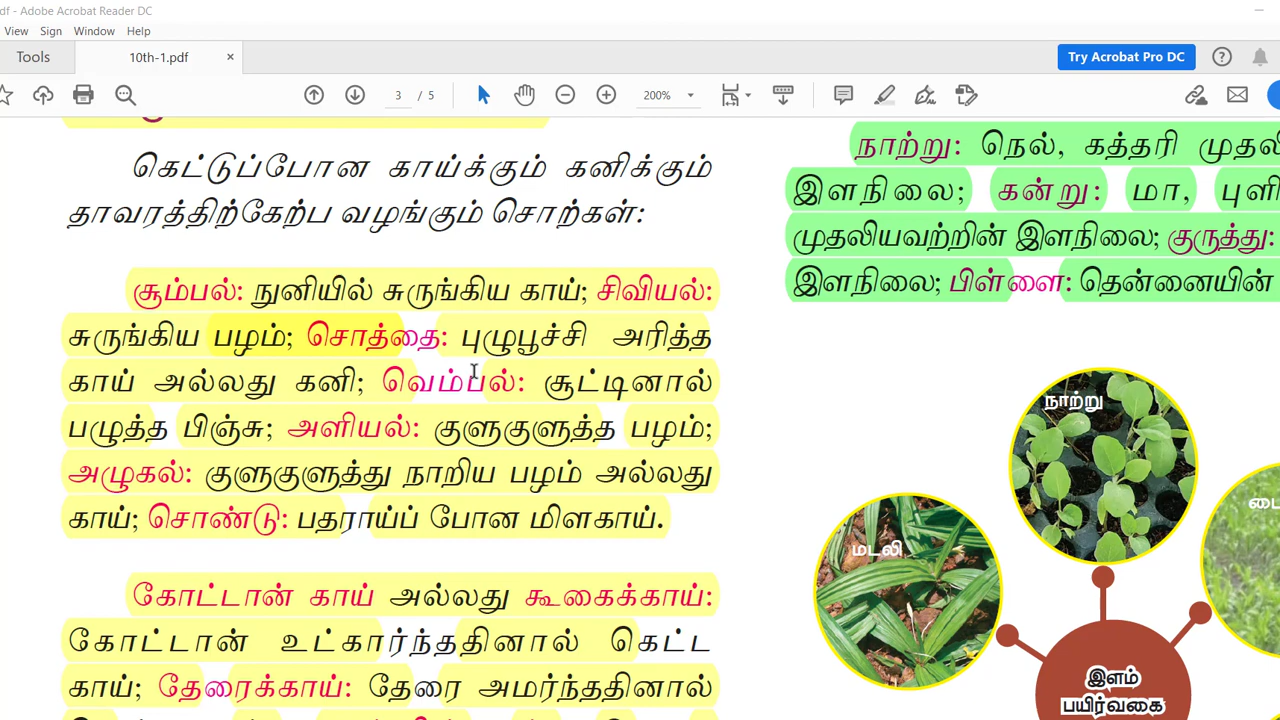 df - Adobe Acrobat Reader DC
View Sign Window Help
Tools 10th-1.pdf × Try Acrobat Pro DC
3 / 5 200%
கெட்டுப்போன காய்க்கும் கனிக்கும்
தாவரத்திற்கேற்ப வழங்கும் சொற்கள்:
சூம்பல்: நுனியில் சுருங்கிய காய்; சிவியல்:
சுருங்கிய பழம்; சொத்தை: புழுபூச்சி அரித்த
காய் அல்லது கனி; வெம்பல்: சூட்டினால்
பழுத்த பிஞ்சு; அளியல்: குளுகுளுத்த பழம்;
அழுகல்: குளுகுளுத்து நாறிய பழம் அல்லது
காய்; சொண்டு: பதராய்ப் போன மிளகாய்.
கோட்டான் காய் அல்லது கூகைக்காய்:
கோட்டான் உட்கார்ந்ததினால் கெட்ட
காய்; தேரைக்காய்: தேரை அமர்ந்ததினால்
நாற்று: நெல், கத்தரி முதலி
இளநிலை; கன்று: மா, புளி
முதலியவற்றின் இளநிலை; குருத்து:
இளநிலை; பிள்ளை: தென்னையின்
நாற்று
மடலி
பை
இளம்
பயிர்வகை